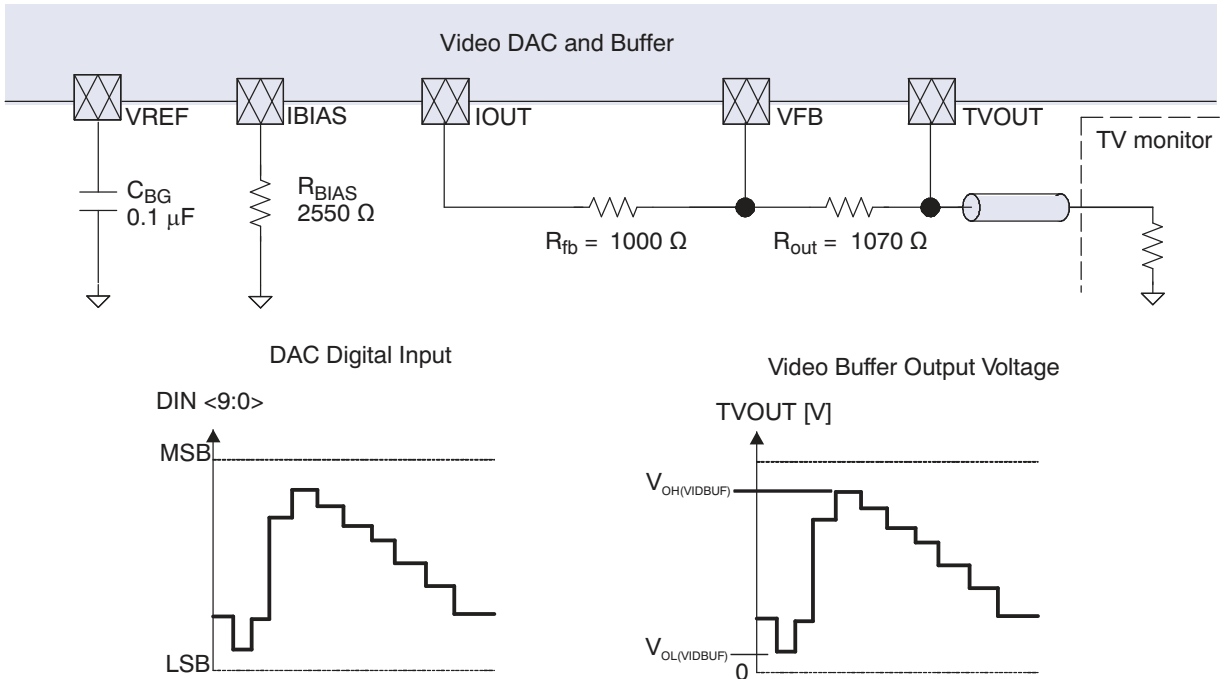 Video DAC and Buffer
VREF
IBIAS
IOUT
VFB
TVOUT
TV monitor
C_BG
0.1 μF
R_BIAS
2550 Ω
R_fb = 1000 Ω
R_out = 1070 Ω
DAC Digital Input
DIN <9:0>
MSB
LSB
Video Buffer Output Voltage
TVOUT [V]
V_OH(VIDBUF)
V_OL(VIDBUF)
0